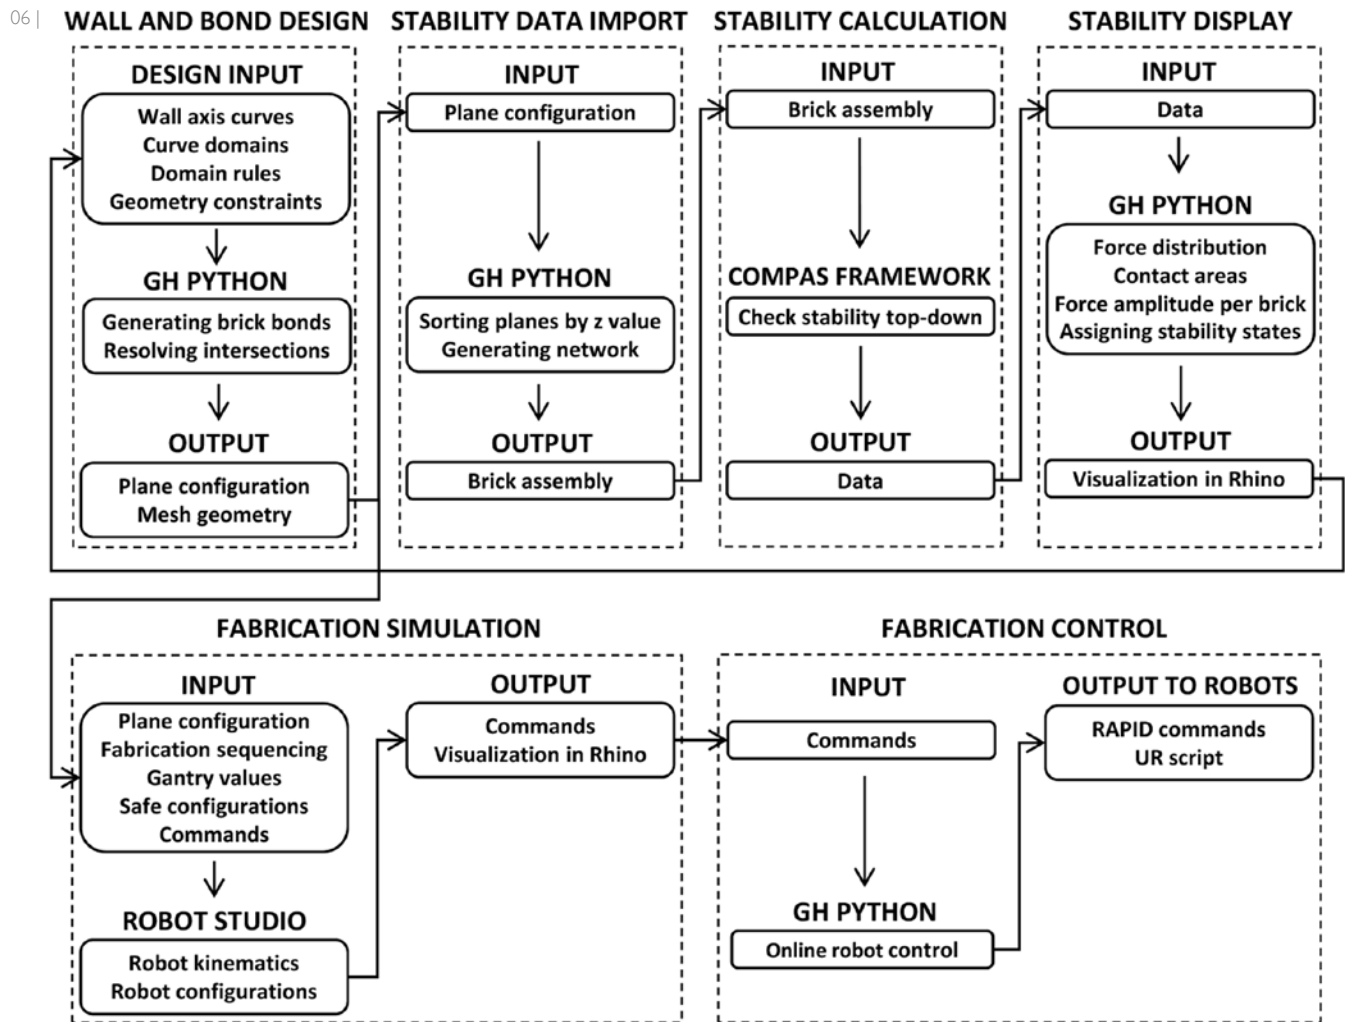 06 |
WALL AND BOND DESIGN
DESIGN INPUT
Wall axis curves
Curve domains
Domain rules
Geometry constraints
GH PYTHON
Generating brick bonds
Resolving intersections
OUTPUT
Plane configuration
Mesh geometry
STABILITY DATA IMPORT
INPUT
Plane configuration
GH PYTHON
Sorting planes by z value
Generating network
OUTPUT
Brick assembly
STABILITY CALCULATION
INPUT
Brick assembly
COMPAS FRAMEWORK
Check stability top-down
OUTPUT
Data
STABILITY DISPLAY
INPUT
Data
GH PYTHON
Force distribution
Contact areas
Force amplitude per brick
Assigning stability states
OUTPUT
Visualization in Rhino
FABRICATION SIMULATION
INPUT
Plane configuration
Fabrication sequencing
Gantry values
Safe configurations
Commands
ROBOT STUDIO
Robot kinematics
Robot configurations
OUTPUT
Commands
Visualization in Rhino
FABRICATION CONTROL
INPUT
Commands
GH PYTHON
Online robot control
OUTPUT TO ROBOTS
RAPID commands
UR script